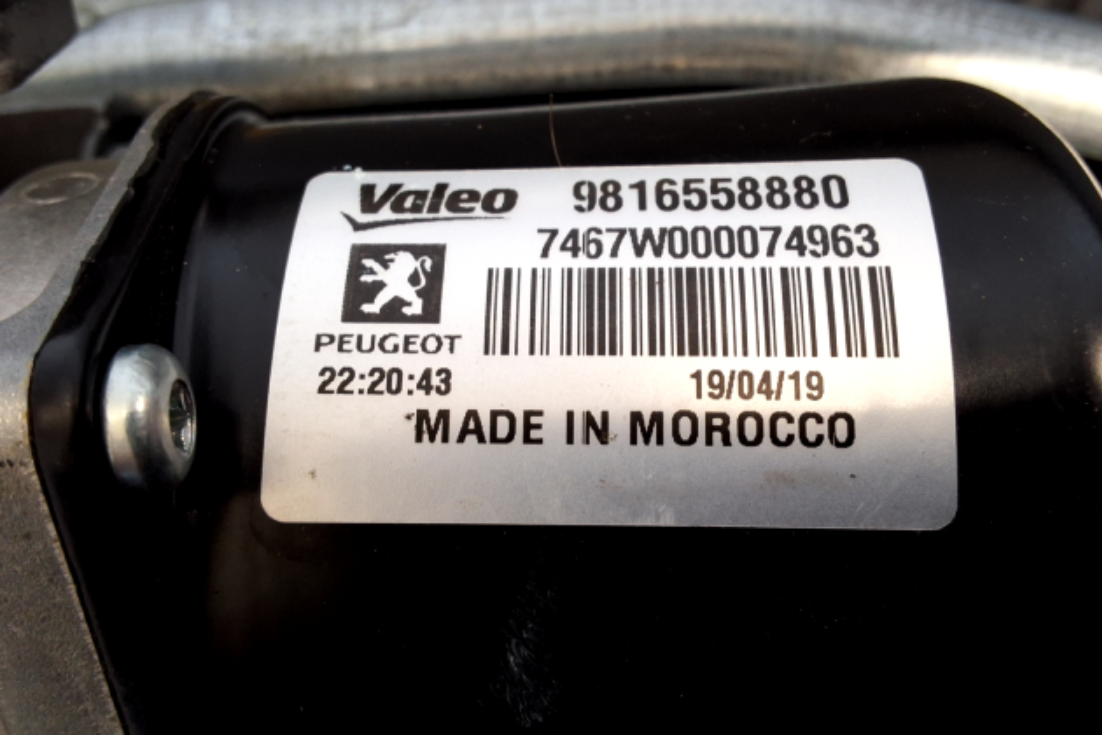 Valeo 9816558880
7467W000074963
PEUGEOT
22:20:43 19/04/19
MADE IN MOROCCO